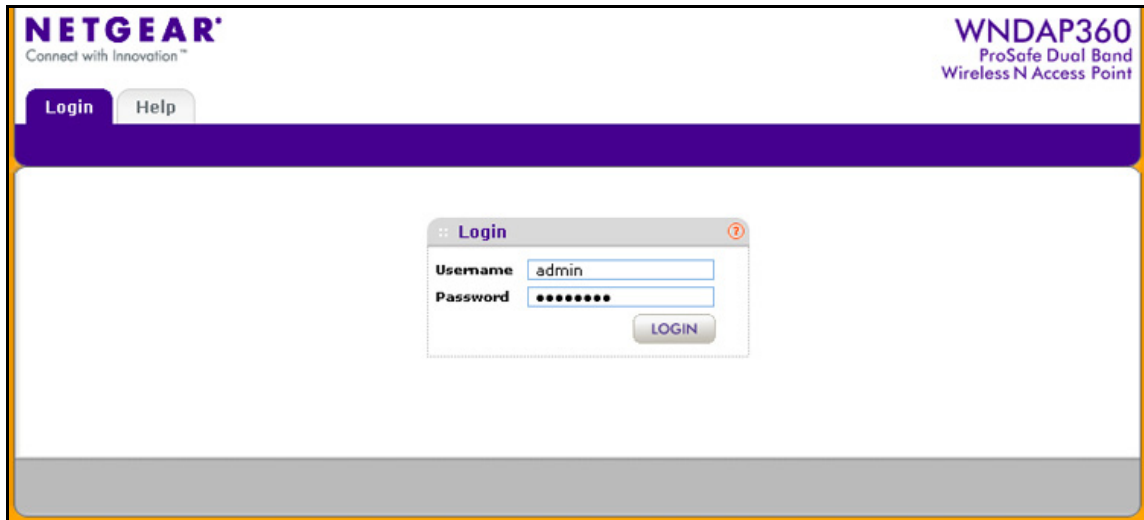 NETGEAR®
Connect with Innovation™
WNDAP360
ProSafe Dual Band
Wireless N Access Point
Login
Help
Login
?
Username admin
Password ●●●●●●●●
LOGIN